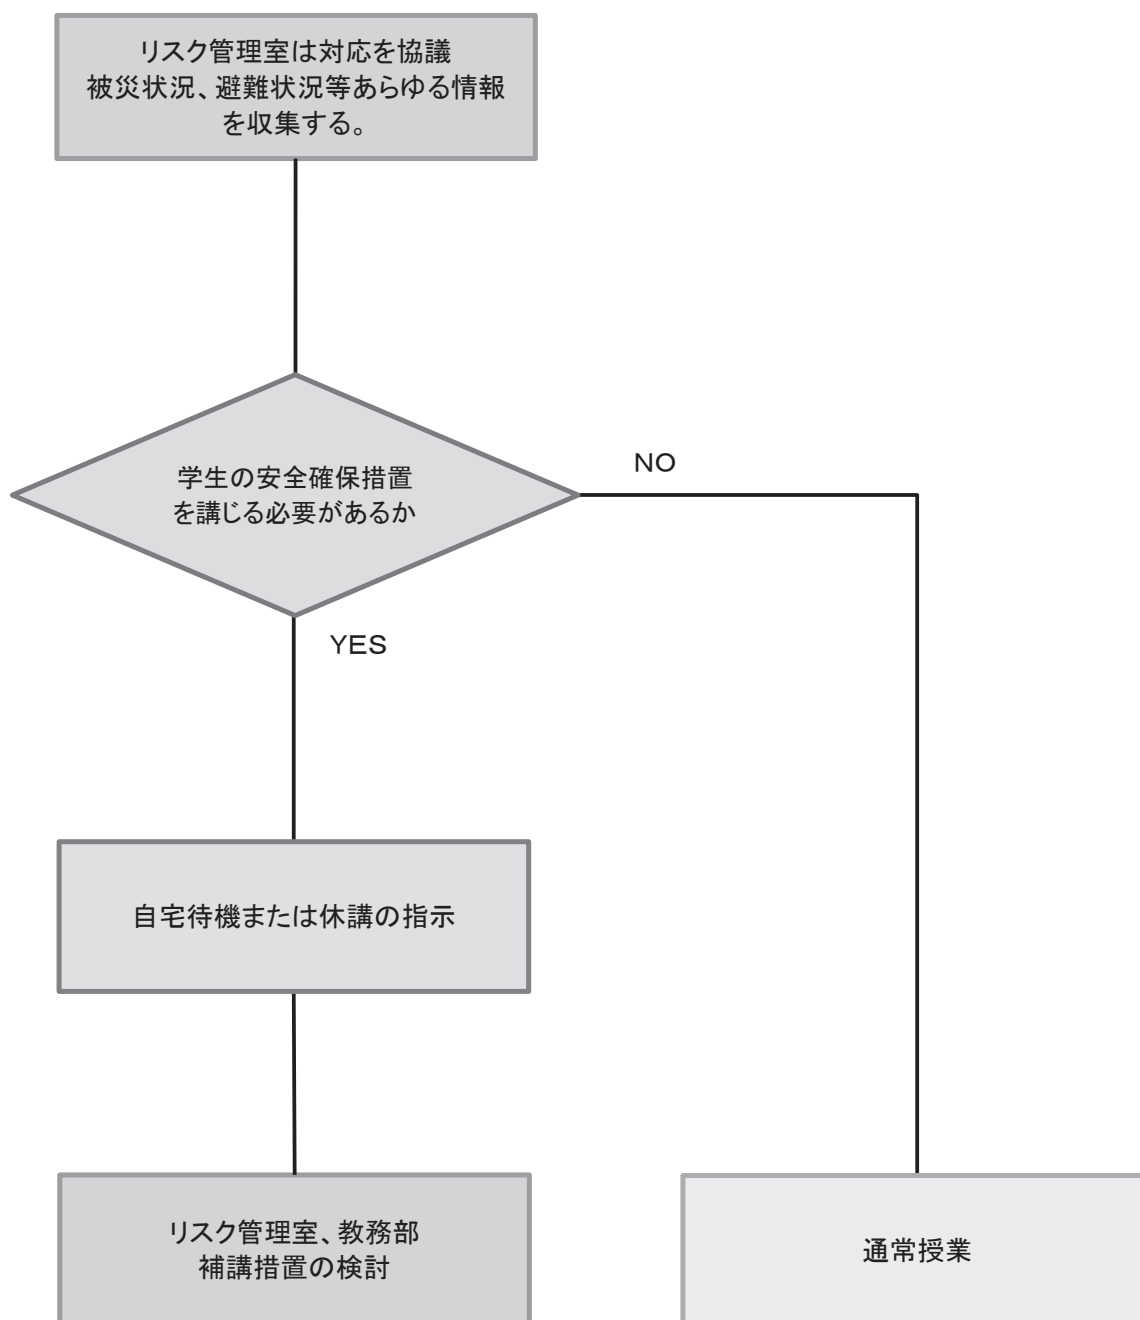 リスク管理室は対応を協議
被災状況、避難状況等あらゆる情報
を収集する。
学生の安全確保措置
を講じる必要があるか
NO
YES
自宅待機または休講の指示
リスク管理室、教務部
補講措置の検討
通常授業